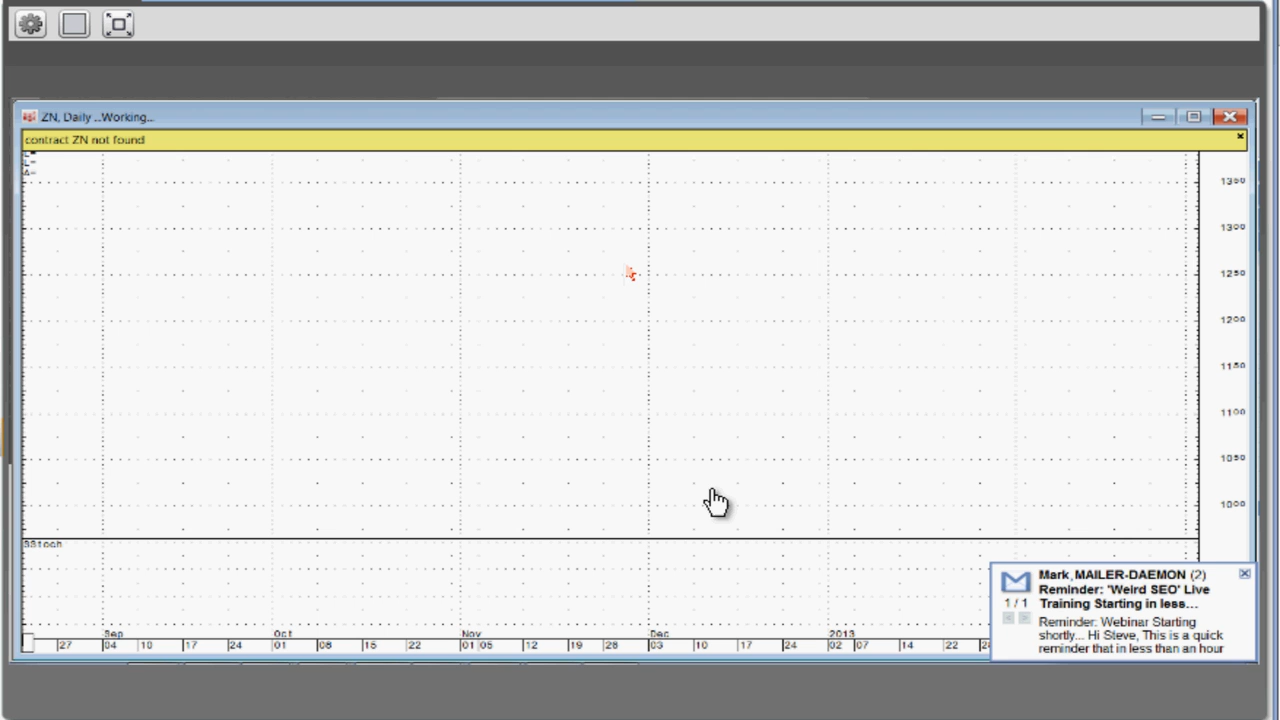 ZN, Daily ...Working...
contract ZN not found
L=
A=
1350
1300
1250
1200
1150
1100
1050
1000
SStoch
Sep Oct Nov Dec 2013
27 04 10 17 24 01 08 15 22 01 05 12 19 26 03 10 17 24 02 07 14 22
Mark, MAILER-DAEMON (2)
Reminder: 'Weird SEO' Live
1 / 1 Training Starting in less...
Reminder: Webinar Starting
shortly... Hi Steve, This is a quick
reminder that in less than an hour